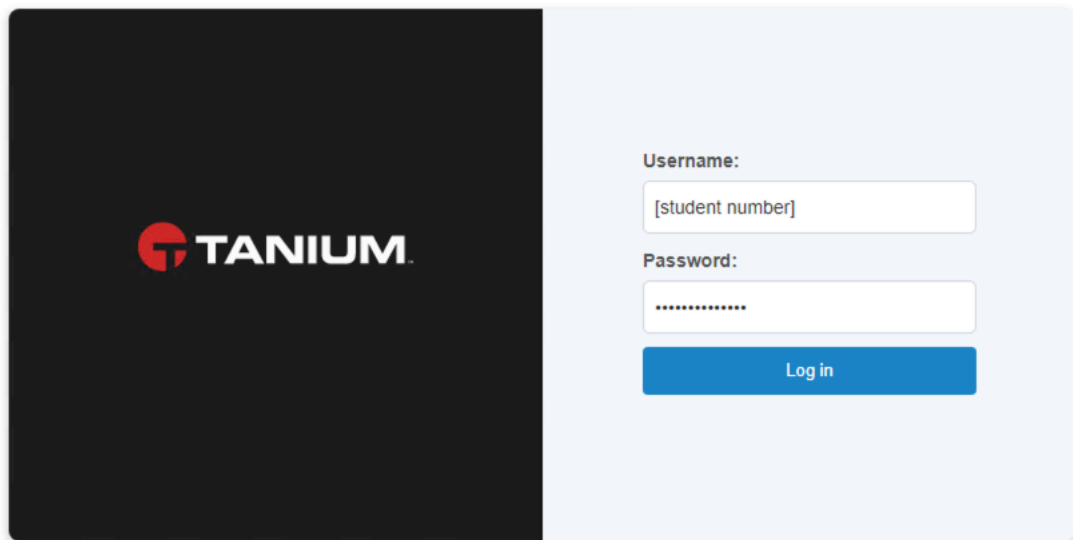 TANIUM
Username:
[student number]
Password:
••••••••••••••
Log in